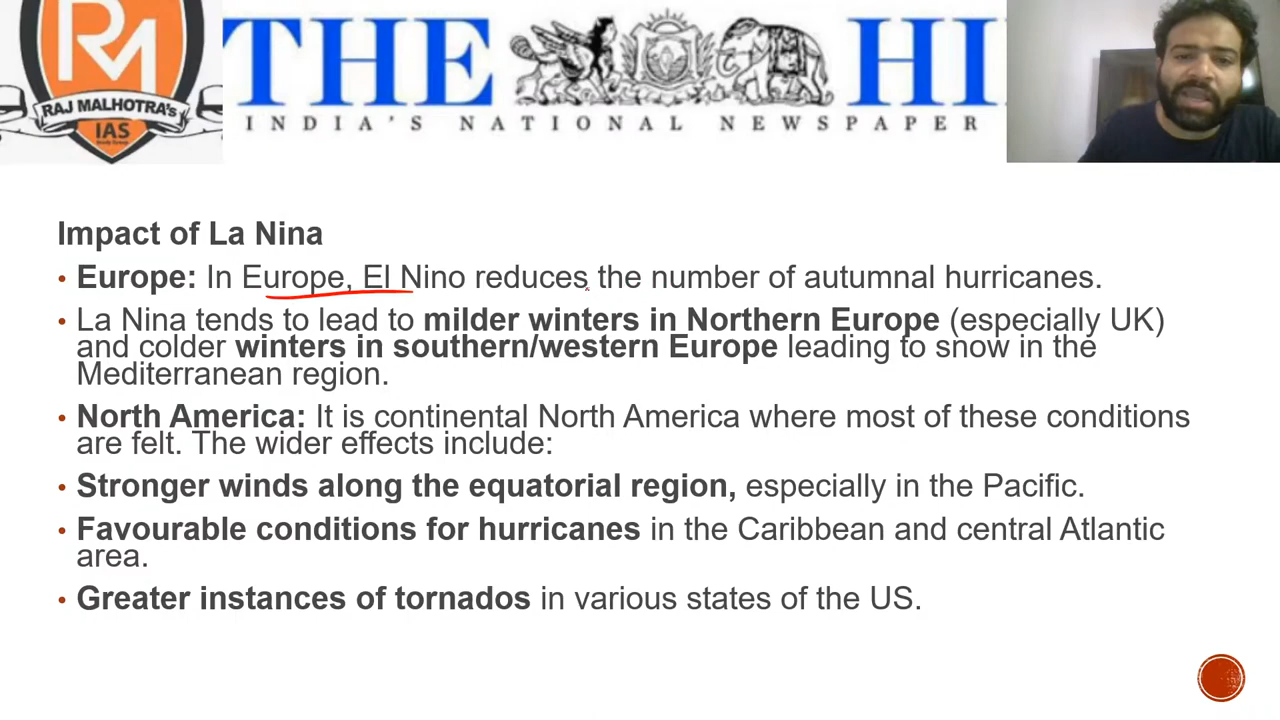 RM
RAJ MALHOTRA's
IAS
Study Group
THE HI
INDIA'S NATIONAL NEWSPAPER
Impact of La Nina
• Europe: In Europe, El Nino reduces the number of autumnal hurricanes.
• La Nina tends to lead to milder winters in Northern Europe (especially UK)
and colder winters in southern/western Europe leading to snow in the
Mediterranean region.
• North America: It is continental North America where most of these conditions
are felt. The wider effects include:
• Stronger winds along the equatorial region, especially in the Pacific.
• Favourable conditions for hurricanes in the Caribbean and central Atlantic
area.
• Greater instances of tornados in various states of the US.